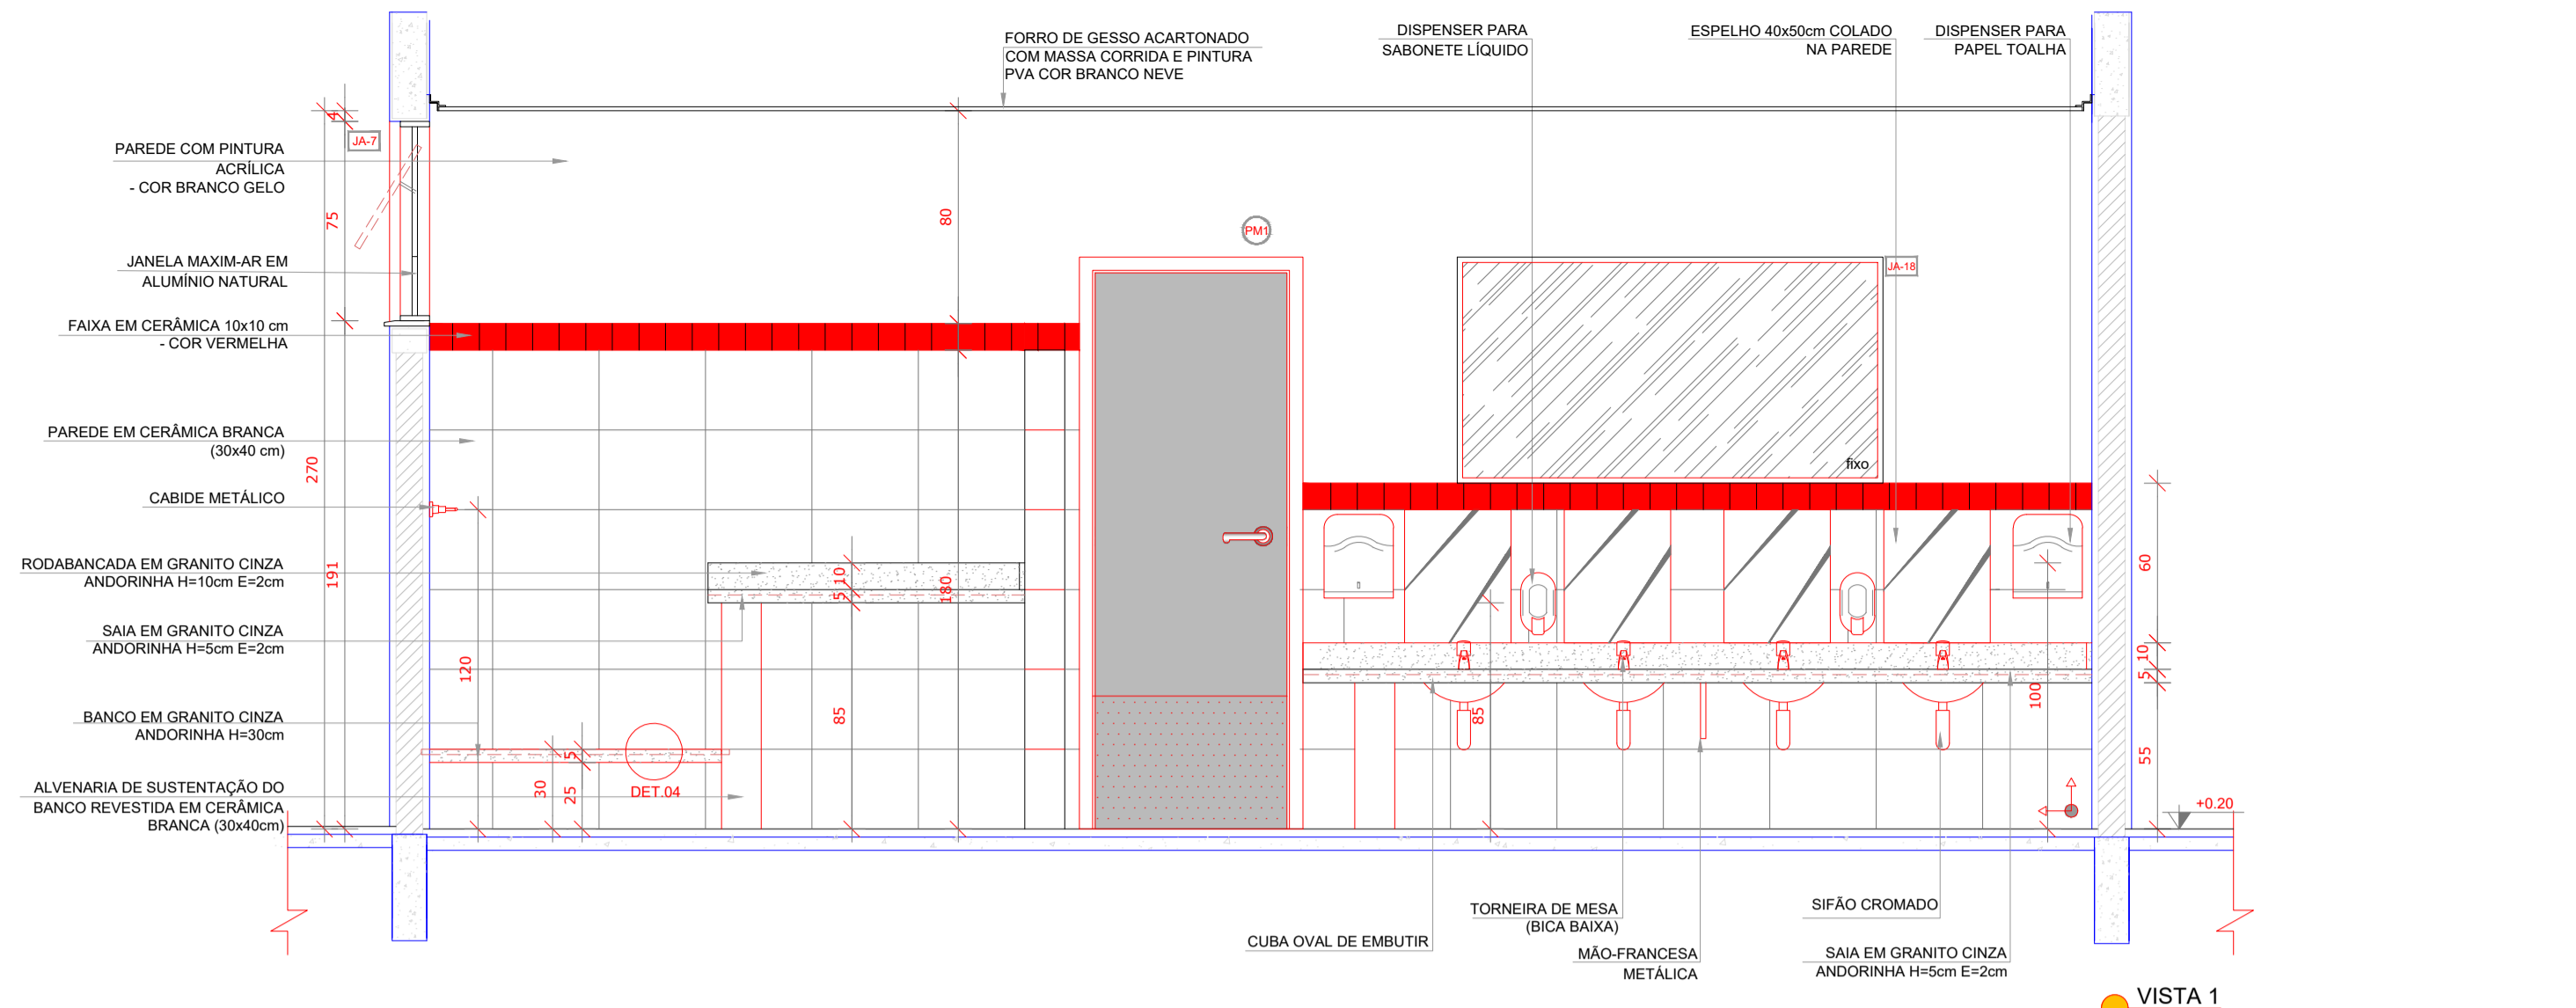 FORRO DE GESSO ACARTONADO
COM MASSA CORRIDA E PINTURA
PVA COR BRANCO NEVE
DISPENSER PARA
SABONETE LÍQUIDO
ESPELHO 40x50cm COLADO
NA PAREDE
DISPENSER PARA
PAPEL TOALHA
4
JA-7
PAREDE COM PINTURA
ACRÍLICA
- COR BRANCO GELO
75
80
PM1
JANELA MAXIM-AR EM
ALUMÍNIO NATURAL
JA-18
FAIXA EM CERÂMICA 10x10 cm
- COR VERMELHA
PAREDE EM CERÂMICA BRANCA
(30x40 cm)
270
fixo
CABIDE METÁLICO
RODABANCADA EM GRANITO CINZA
ANDORINHA H=10cm E=2cm
191
10
5
180
60
SAIA EM GRANITO CINZA
ANDORINHA H=5cm E=2cm
120
10
5
100
BANCO EM GRANITO CINZA
ANDORINHA H=30cm
85
85
55
5
30
25
DET.04
ALVENARIA DE SUSTENTAÇÃO DO
BANCO REVESTIDA EM CERÂMICA
BRANCA (30x40cm)
+0.20
CUBA OVAL DE EMBUTIR
TORNEIRA DE MESA
(BICA BAIXA)
MÃO-FRANCESA
METÁLICA
SIFÃO CROMADO
SAIA EM GRANITO CINZA
ANDORINHA H=5cm E=2cm
VISTA 1